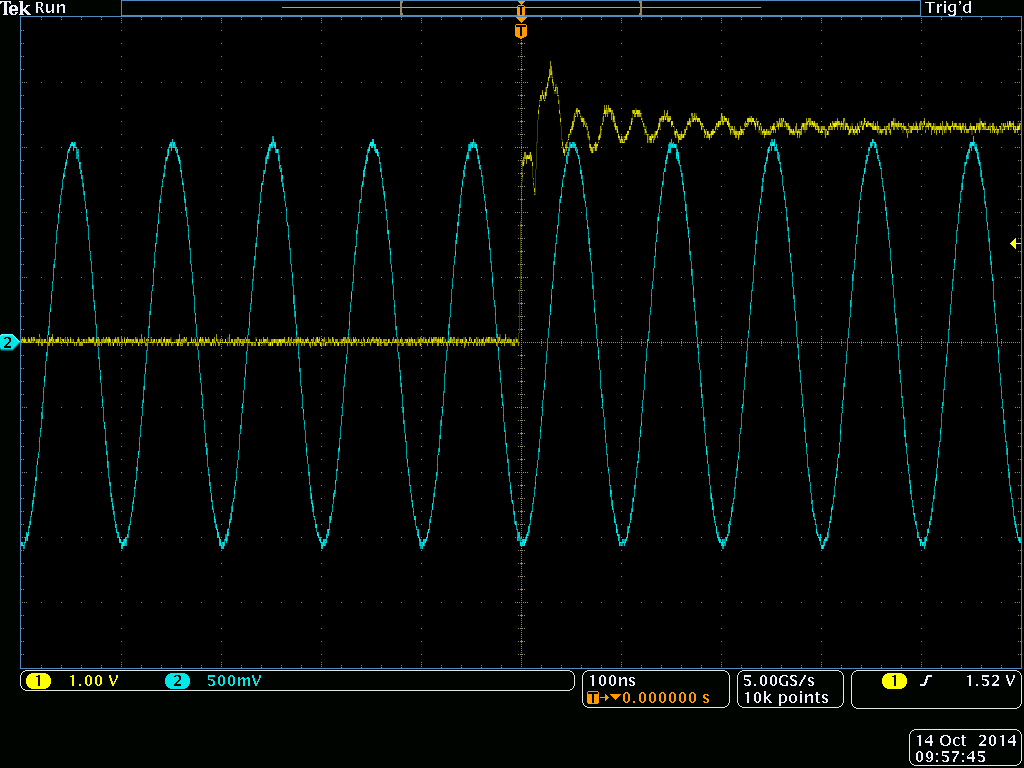 Tek Run Trig'd
T
T
2
1 1.00 V 2 500mV
100ns
T→▼0.000000 s
5.00GS/s
10k points
1 ʃ 1.52 V
14 Oct 2014
09:57:45